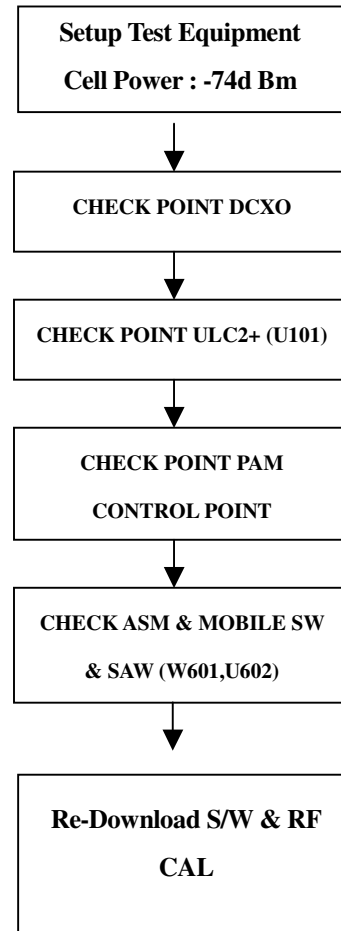 Setup Test Equipment
Cell Power : -74d Bm
CHECK POINT DCXO
CHECK POINT ULC2+ (U101)
CHECK POINT PAM
CONTROL POINT
CHECK ASM & MOBILE SW
& SAW (W601,U602)
Re-Download S/W & RF
CAL